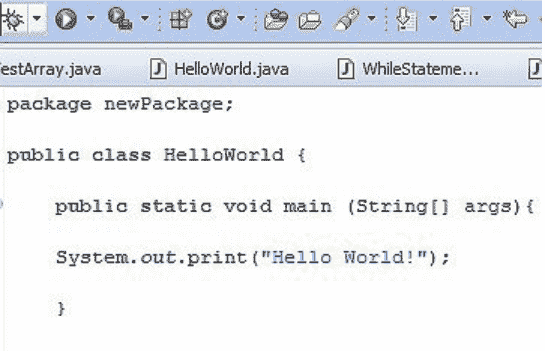 estArray.java
HelloWorld.java
WhileStateme...
package newPackage;
public class HelloWorld {
public static void main (String[] args){
System.out.print("Hello World!");
}